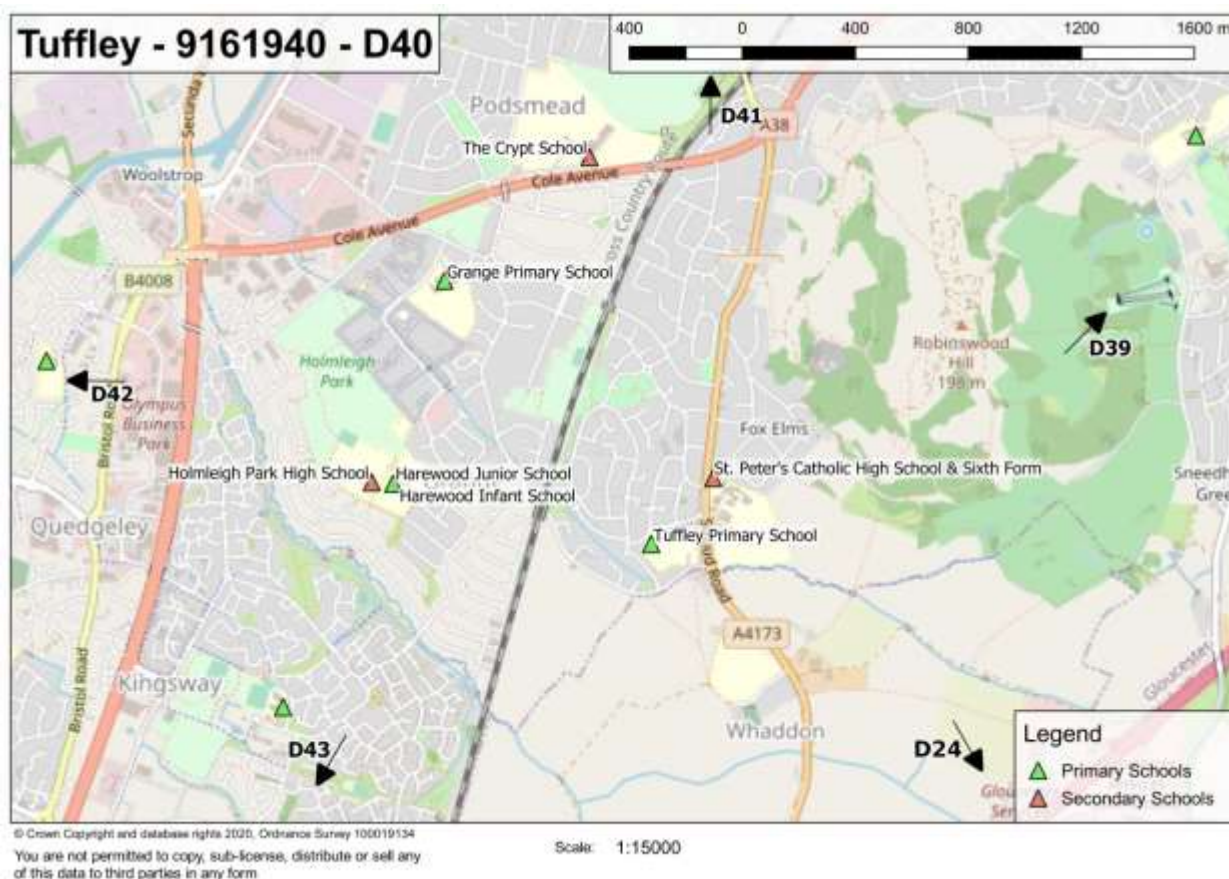 Tuffley - 9161940 - D40
400 0 400 800 1200 1600 m
Podsmead
D41
A38
The Crypt School
Woolstrop
Cole Avenue
Cole Avenue
B4008
Grange Primary School
Robinswood
Hill
198 m
D39
Holmleigh
Park
D42
Olympus
Business
Park
Bristol Road
Fox Elms
Holmleigh Park High School
Harewood Junior School
Harewood Infant School
St. Peter's Catholic High School & Sixth Form
Quedgeley
Tuffley Primary School
A4173
Bristol Road
Kingsway
Gloucester
Whaddon
D43
D24
Legend
Primary Schools
Secondary Schools
© Crown Copyright and database rights 2020, Ordnance Survey 100019134
You are not permitted to copy, sub-license, distribute or sell any
of this data to third parties in any form
Scale: 1:15000